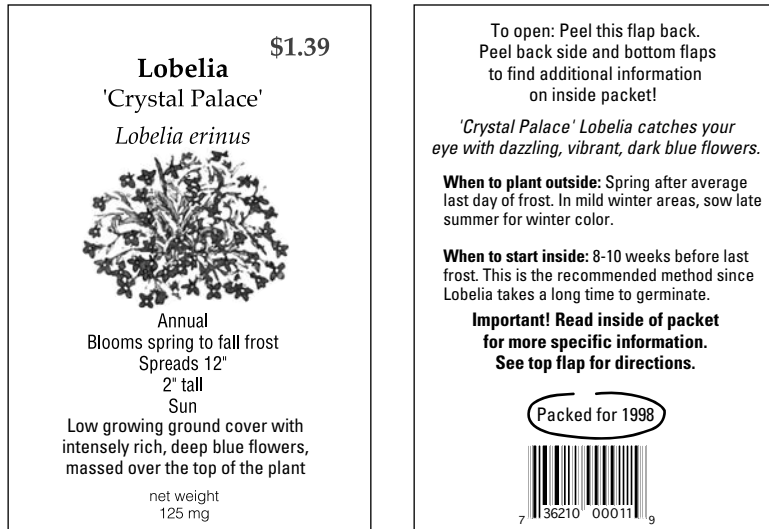 $1.39
Lobelia
'Crystal Palace'
Lobelia erinus
Annual
Blooms spring to fall frost
Spreads 12"
2" tall
Sun
Low growing ground cover with
intensely rich, deep blue flowers,
massed over the top of the plant
net weight
125 mg
To open: Peel this flap back.
Peel back side and bottom flaps
to find additional information
on inside packet!
'Crystal Palace' Lobelia catches your
eye with dazzling, vibrant, dark blue flowers.
When to plant outside: Spring after average
last day of frost. In mild winter areas, sow late
summer for winter color.
When to start inside: 8-10 weeks before last
frost. This is the recommended method since
Lobelia takes a long time to germinate.
Important! Read inside of packet
for more specific information.
See top flap for directions.
Packed for 1998
7 36210 00011 9